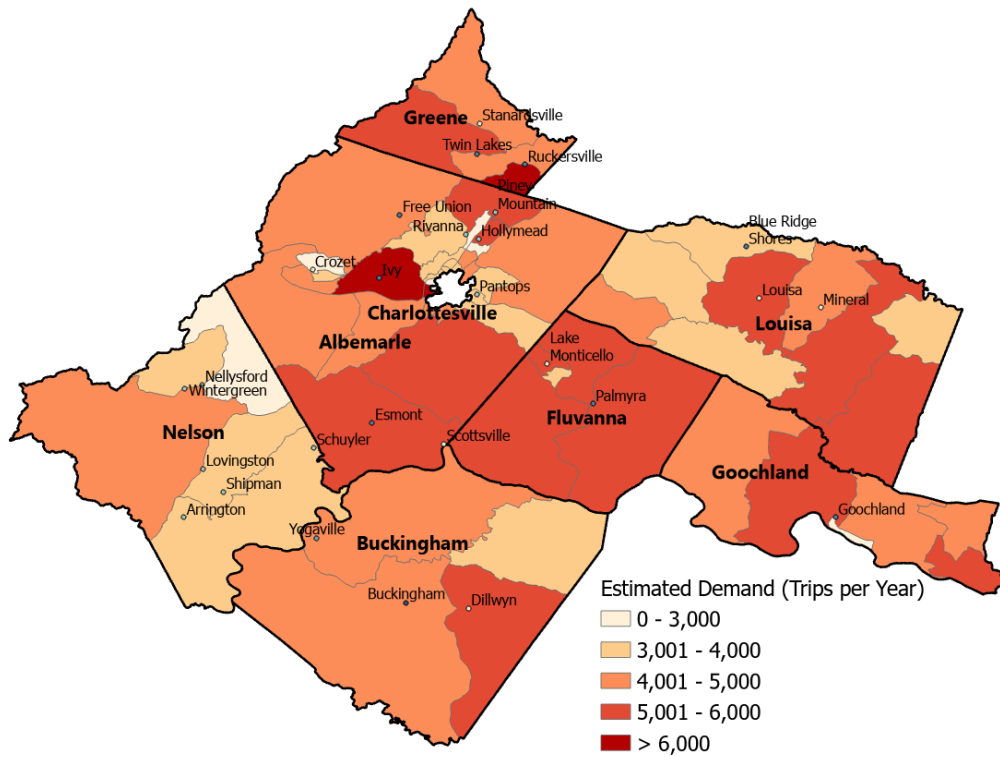 Greene
Stanardsville
Twin Lakes
Ruckersville
Piney
Mountain
Free Union
Rivanna
Hollymead
Blue Ridge
Shores
Crozet
Ivy
Pantops
Louisa
Mineral
Charlottesville
Louisa
Albemarle
Lake
Monticello
Nellysford
Wintergreen
Palmyra
Esmont
Fluvanna
Nelson
Schuyler
Scottsville
Lovingston
Goochland
Shipman
Arrington
Goochland
Yogaville
Buckingham
Buckingham
Dillwyn
Estimated Demand (Trips per Year)
0 - 3,000
3,001 - 4,000
4,001 - 5,000
5,001 - 6,000
> 6,000